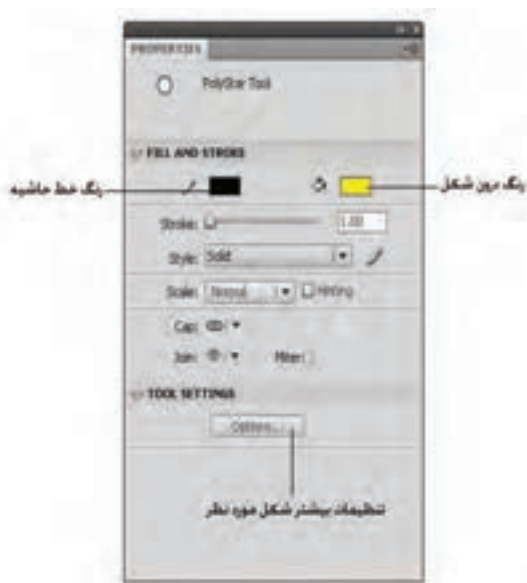 PROPERTIES
PolyStar Tool
FILL AND STROKE
رنگ خط حاشیه
رنگ درون شکل
Stroke: 1.00
Style: Solid
Scale: Normal Hinting
Cap:
Join: Miter:
TOOL SETTINGS
Options...
تنظیمات بیشتر شکل مورد نظر